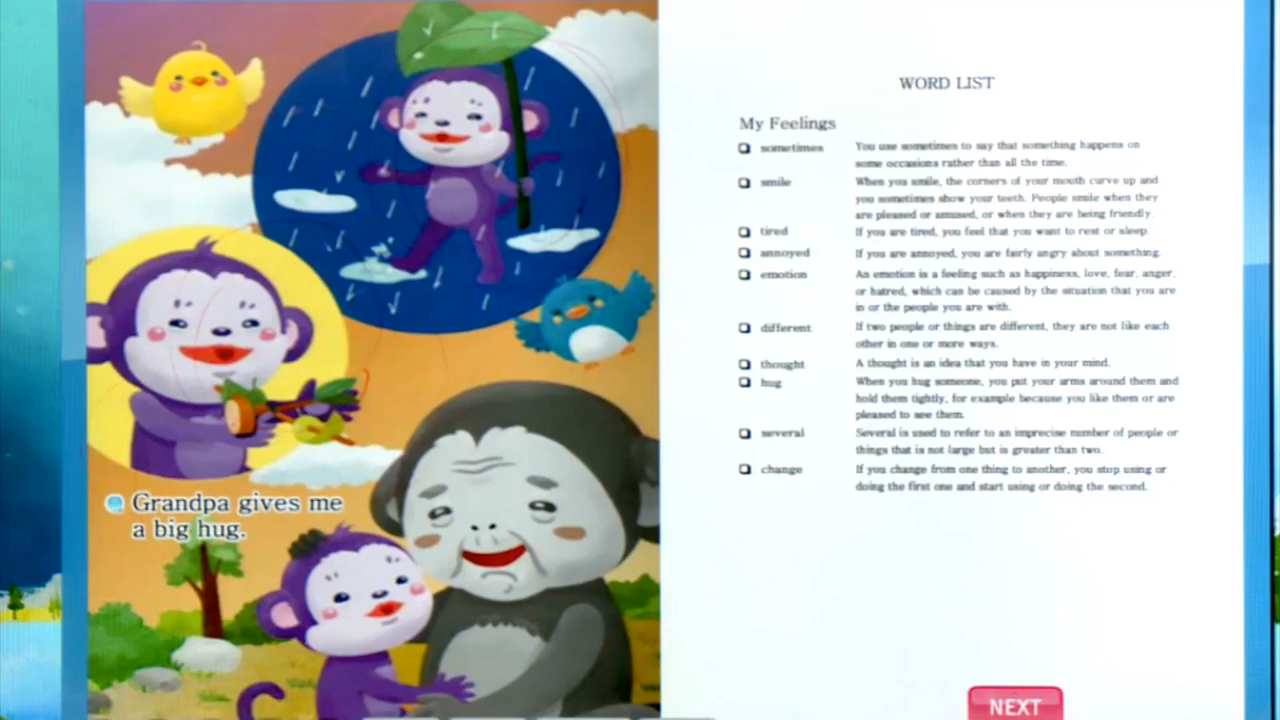 Grandpa gives me
a big hug.
WORD LIST
My Feelings
sometimes You use sometimes to say that something happens on
some occasions rather than all the time.
smile When you smile, the corners of your mouth curve up and
you sometimes show your teeth. People smile when they
are pleased or amused, or when they are being friendly.
tired If you are tired, you feel that you want to rest or sleep.
annoyed If you are annoyed, you are fairly angry about something.
emotion An emotion is a feeling such as happiness, love, fear, anger,
or hatred, which can be caused by the situation that you are
in or the people you are with.
different If two people or things are different, they are not like each
other in one or more ways.
thought A thought is an idea that you have in your mind.
hug When you hug someone, you put your arms around them and
hold them tightly, for example because you like them or are
pleased to see them.
several Several is used to refer to an imprecise number of people or
things that is not large but is greater than two.
change If you change from one thing to another, you stop using or
doing the first one and start using or doing the second.
NEXT